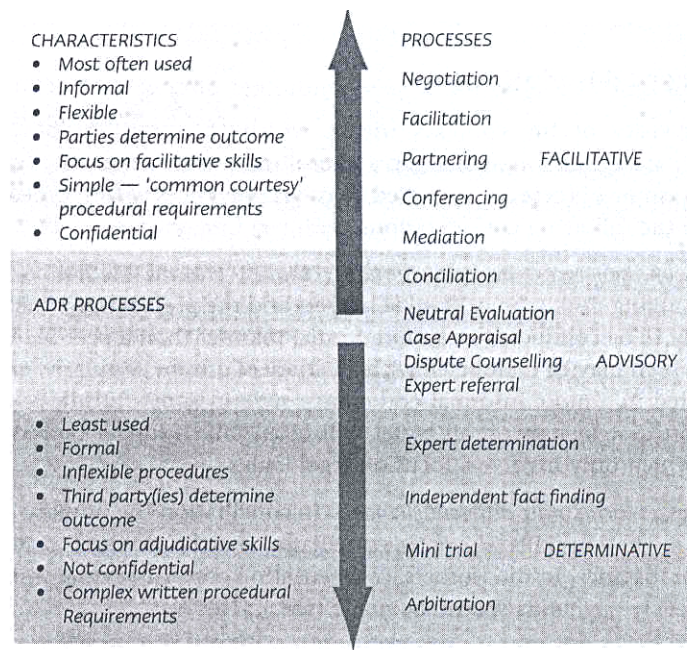 CHARACTERISTICS
• Most often used
• Informal
• Flexible
• Parties determine outcome
• Focus on facilitative skills
• Simple — 'common courtesy'
procedural requirements
• Confidential
ADR PROCESSES
• Least used
• Formal
• Inflexible procedures
• Third party(ies) determine
outcome
• Focus on adjudicative skills
• Not confidential
• Complex written procedural
Requirements
PROCESSES
Negotiation
Facilitation
Partnering FACILITATIVE
Conferencing
Mediation
Conciliation
Neutral Evaluation
Case Appraisal
Dispute Counselling ADVISORY
Expert referral
Expert determination
Independent fact finding
Mini trial DETERMINATIVE
Arbitration